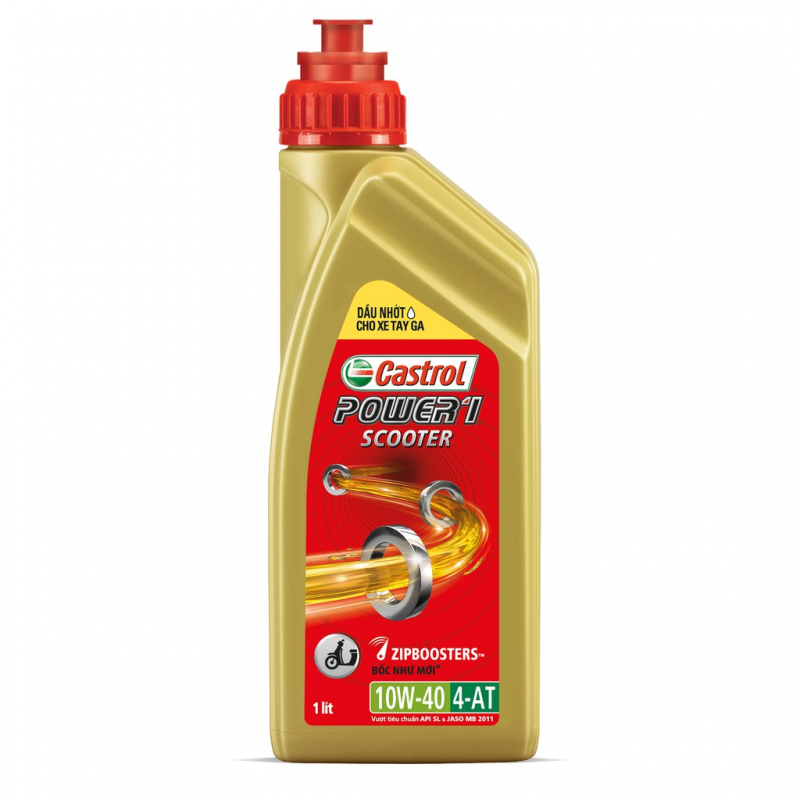 DẦU NHỚT
CHO XE TAY GA
Castrol
POWER1
SCOOTER
ZIPBOOSTERS™
BỐC NHƯ MỚI*
10W-40 4-AT
1 lít
Vượt tiêu chuẩn API SL & JASO MB 2011